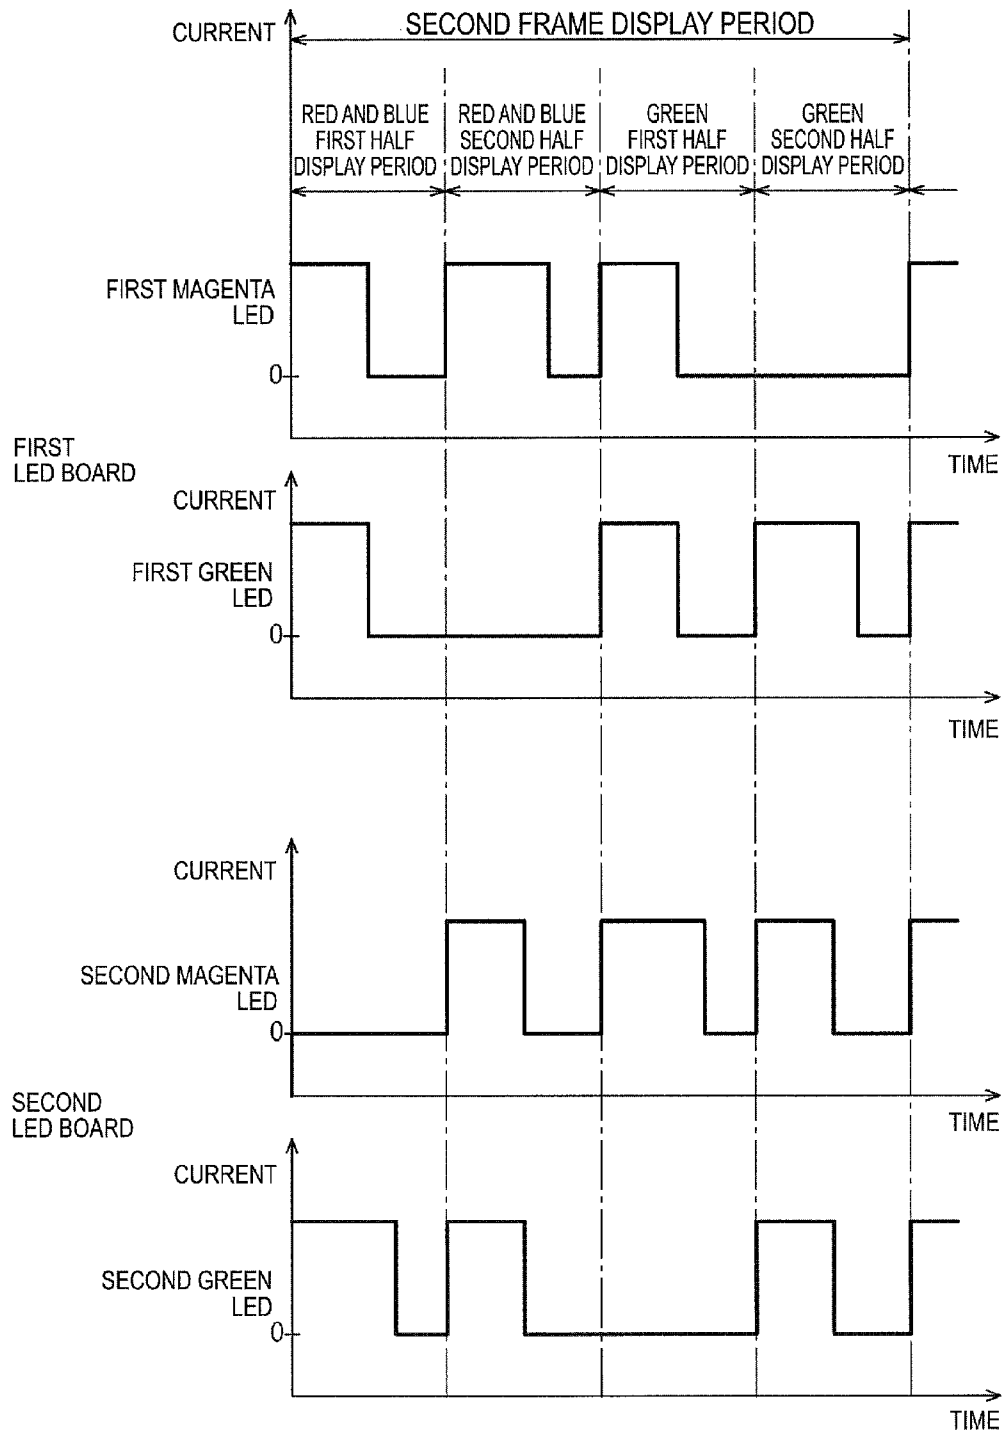 CURRENT
SECOND FRAME DISPLAY PERIOD
RED AND BLUE
FIRST HALF
DISPLAY PERIOD
RED AND BLUE
SECOND HALF
DISPLAY PERIOD
GREEN
FIRST HALF
DISPLAY PERIOD
GREEN
SECOND HALF
DISPLAY PERIOD
FIRST MAGENTA
LED
0
TIME
FIRST
LED BOARD
CURRENT
FIRST GREEN
LED
0
TIME
CURRENT
SECOND MAGENTA
LED
0
TIME
SECOND
LED BOARD
CURRENT
SECOND GREEN
LED
0
TIME